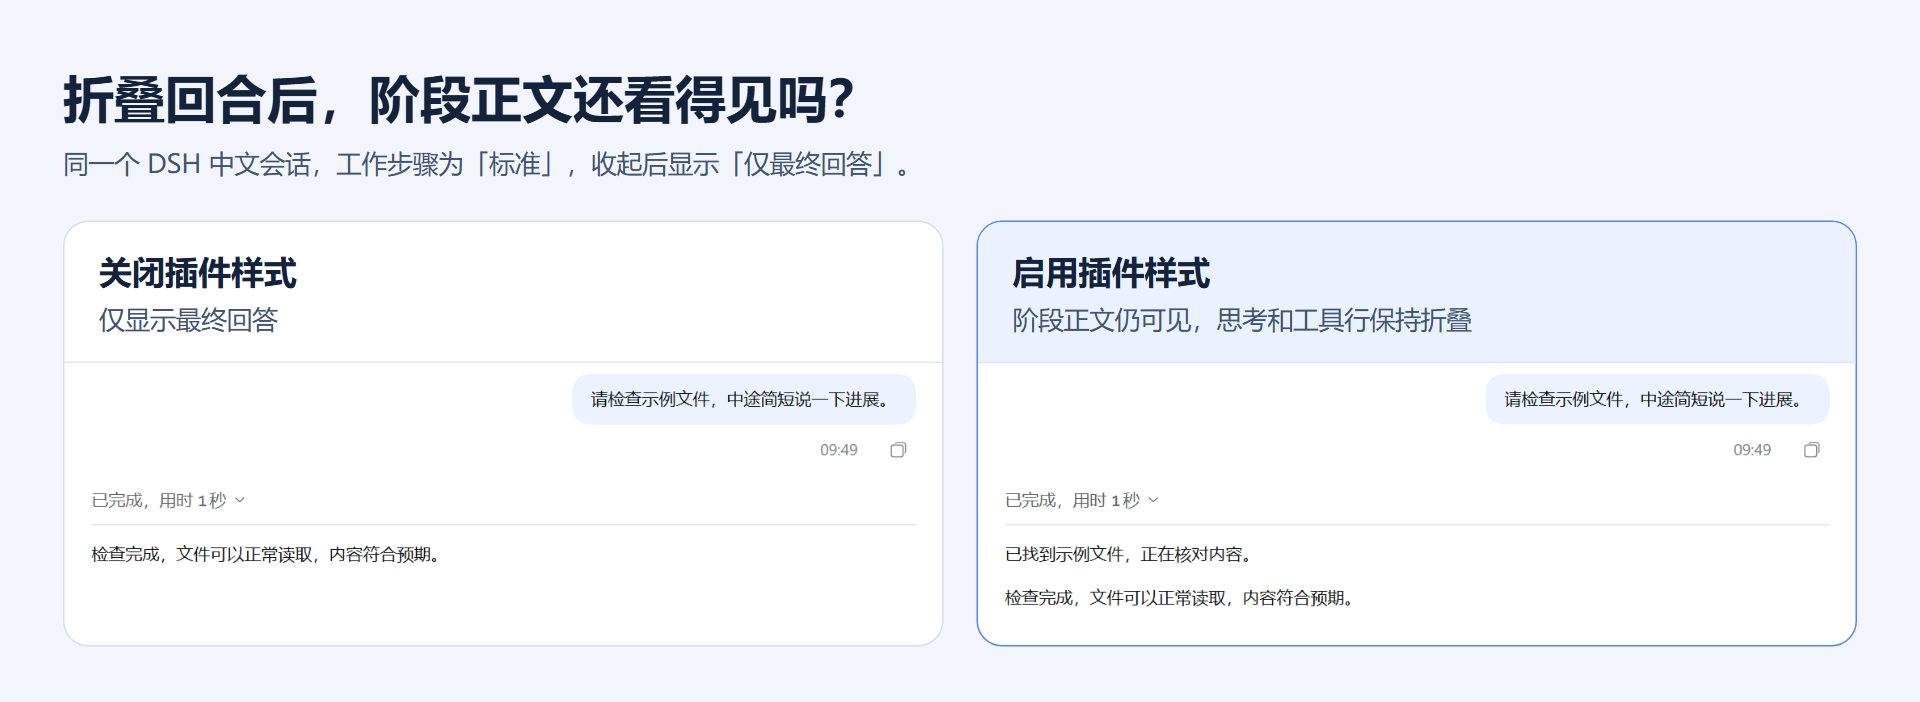 折叠回合后，阶段正文还看得见吗？
同一个 DSH 中文会话，工作步骤为「标准」，收起后显示「仅最终回答」。
关闭插件样式
仅显示最终回答
请检查示例文件，中途简短说一下进展。
09:49
已完成，用时 1 秒
检查完成，文件可以正常读取，内容符合预期。
启用插件样式
阶段正文仍可见，思考和工具行保持折叠
请检查示例文件，中途简短说一下进展。
09:49
已完成，用时 1 秒
已找到示例文件，正在核对内容。
检查完成，文件可以正常读取，内容符合预期。